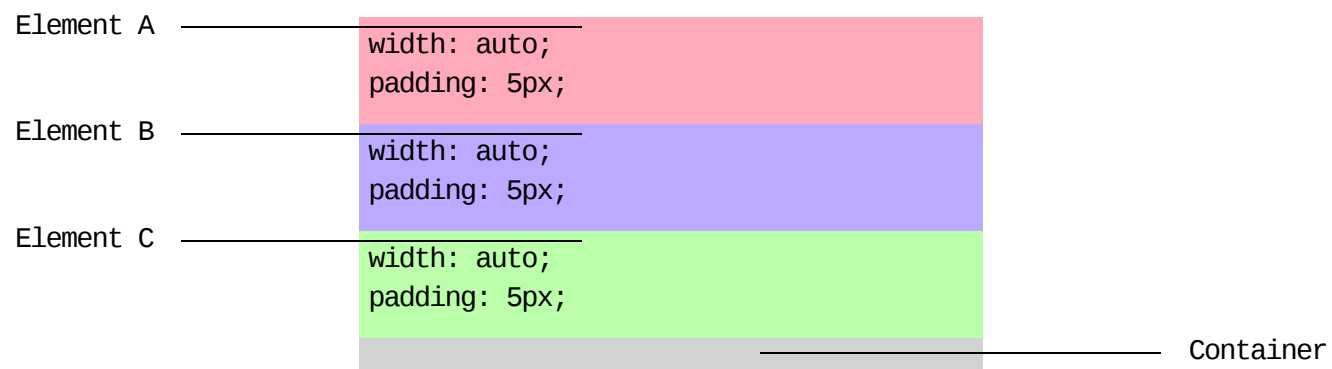 Element A
width: auto;
padding: 5px;
Element B
width: auto;
padding: 5px;
Element C
width: auto;
padding: 5px;
Container